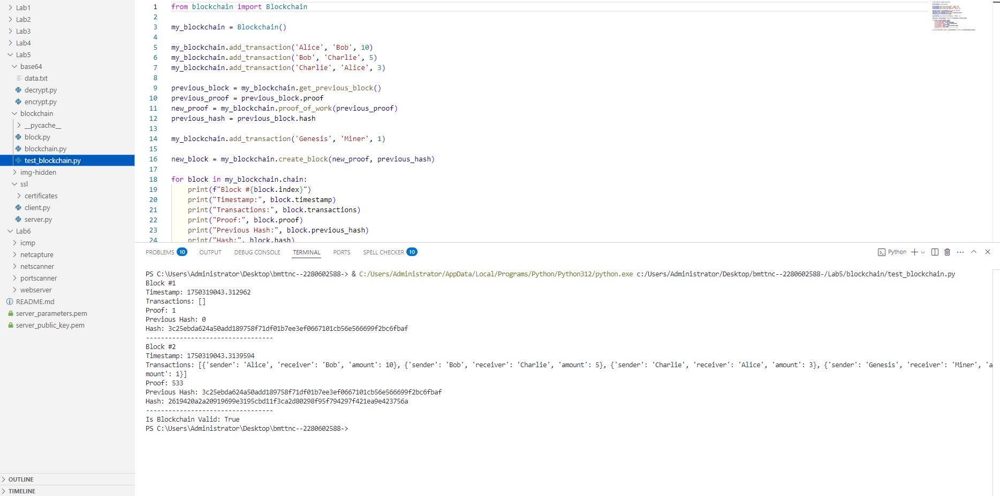 Lab1
Lab2
Lab3
Lab4
Lab5
base64
data.txt
decrypt.py
encrypt.py
blockchain
__pycache__
block.py
blockchain.py
test_blockchain.py
img-hidden
ssl
certificates
client.py
server.py
Lab6
icmp
netcapture
netscanner
portscanner
webserver
README.md
server_parameters.pem
server_public_key.pem
OUTLINE
TIMELINE
1 from blockchain import Blockchain
2
3 my_blockchain = Blockchain()
4
5 my_blockchain.add_transaction('Alice', 'Bob', 10)
6 my_blockchain.add_transaction('Bob', 'Charlie', 5)
7 my_blockchain.add_transaction('Charlie', 'Alice', 3)
8
9 previous_block = my_blockchain.get_previous_block()
10 previous_proof = previous_block.proof
11 new_proof = my_blockchain.proof_of_work(previous_proof)
12 previous_hash = previous_block.hash
13
14 my_blockchain.add_transaction('Genesis', 'Miner', 1)
15
16 new_block = my_blockchain.create_block(new_proof, previous_hash)
17
18 for block in my_blockchain.chain:
19 print(f"Block #{block.index}")
20 print("Timestamp:", block.timestamp)
21 print("Transactions:", block.transactions)
22 print("Proof:", block.proof)
23 print("Previous Hash:", block.previous_hash)
24 print("Hash:", block.hash)
PROBLEMS 10 OUTPUT DEBUG CONSOLE TERMINAL PORTS SPELL CHECKER 10 Python
PS C:\Users\Administrator\Desktop\bmttnc--2280602588-> & C:/Users/Administrator/AppData/Local/Programs/Python/Python312/python.exe c:/Users/Administrator/Desktop/bmttnc--2280602588-/Lab5/blockchain/test_blockchain.py
Block #1
Timestamp: 1750319043.312962
Transactions: []
Proof: 1
Previous Hash: 0
Hash: 3c25ebda624a50add189758f71df01b7ee3ef0667101cb56e566699f2bc6fbaf
----------------------------------
Block #2
Timestamp: 1750319043.3139594
Transactions: [{'sender': 'Alice', 'receiver': 'Bob', 'amount': 10}, {'sender': 'Bob', 'receiver': 'Charlie', 'amount': 5}, {'sender': 'Charlie', 'receiver': 'Alice', 'amount': 3}, {'sender': 'Genesis', 'receiver': 'Miner', 'a
mount': 1}]
Proof: 533
Previous Hash: 3c25ebda624a50add189758f71df01b7ee3ef0667101cb56e566699f2bc6fbaf
Hash: 2619420a2a20919699e3195cbd11f3ca2d80298f95f794297f421ea9e423756a
----------------------------------
Is Blockchain Valid: True
PS C:\Users\Administrator\Desktop\bmttnc--2280602588->